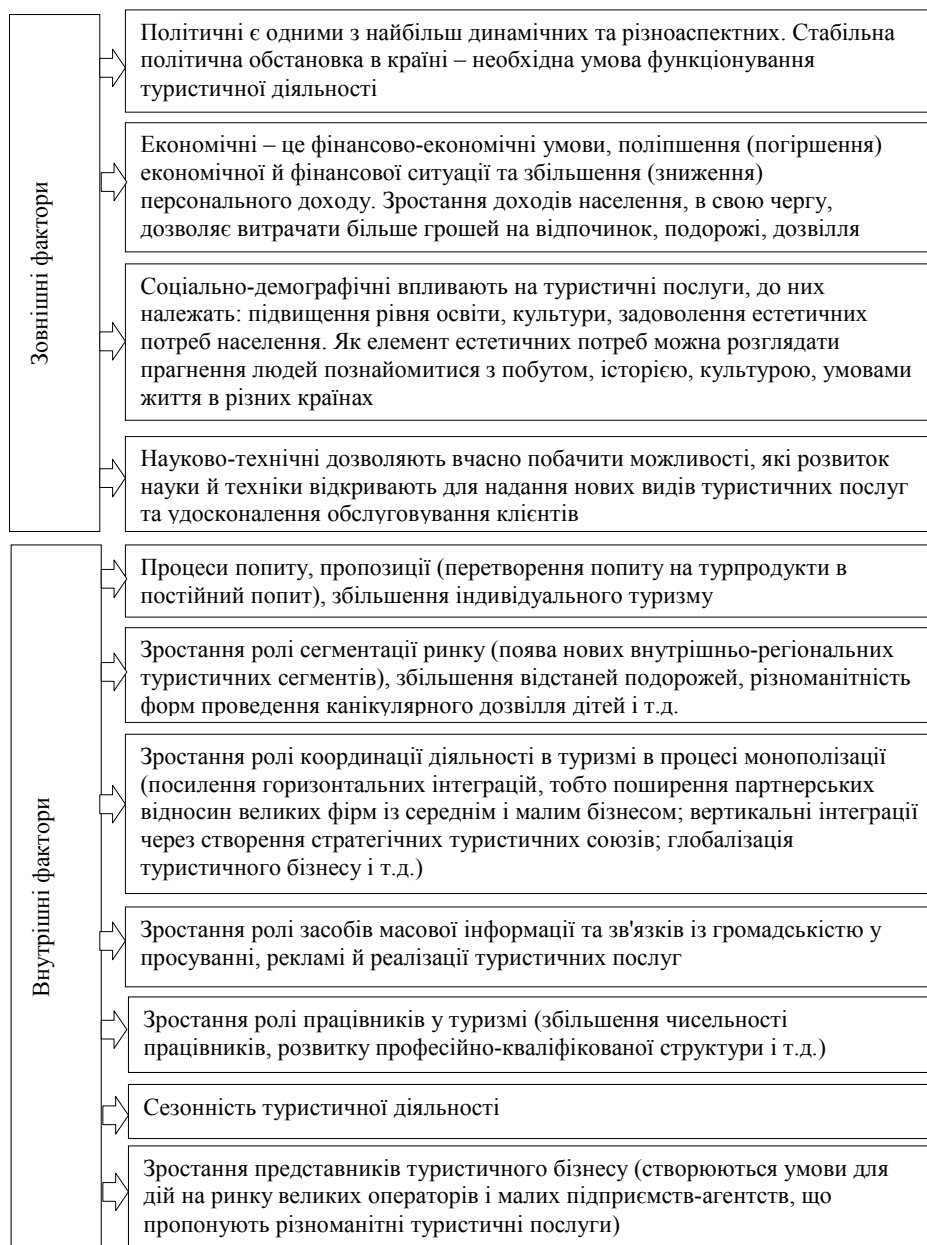 Зовнішні фактори
Політичні є одними з найбільш динамічних та різноаспектних. Стабільна
політична обстановка в країні – необхідна умова функціонування
туристичної діяльності
Економічні – це фінансово-економічні умови, поліпшення (погіршення)
економічної й фінансової ситуації та збільшення (зниження)
персонального доходу. Зростання доходів населення, в свою чергу,
дозволяє витрачати більше грошей на відпочинок, подорожі, дозвілля
Соціально-демографічні впливають на туристичні послуги, до них
належать: підвищення рівня освіти, культури, задоволення естетичних
потреб населення. Як елемент естетичних потреб можна розглядати
прагнення людей познайомитися з побутом, історією, культурою, умовами
життя в різних країнах
Науково-технічні дозволяють вчасно побачити можливості, які розвиток
науки й техніки відкривають для надання нових видів туристичних послуг
та удосконалення обслуговування клієнтів
Внутрішні фактори
Процеси попиту, пропозиції (перетворення попиту на турпродукти в
постійний попит), збільшення індивідуального туризму
Зростання ролі сегментації ринку (поява нових внутрішньо-регіональних
туристичних сегментів), збільшення відстаней подорожей, різноманітність
форм проведення канікулярного дозвілля дітей і т.д.
Зростання ролі координації діяльності в туризмі в процесі монополізації
(посилення горизонтальних інтеграцій, тобто поширення партнерських
відносин великих фірм із середнім і малим бізнесом; вертикальні інтеграції
через створення стратегічних туристичних союзів; глобалізація
туристичного бізнесу і т.д.)
Зростання ролі засобів масової інформації та зв'язків із громадськістю у
просуванні, рекламі й реалізації туристичних послуг
Зростання ролі працівників у туризмі (збільшення чисельності
працівників, розвитку професійно-кваліфікованої структури і т.д.)
Сезонність туристичної діяльності
Зростання представників туристичного бізнесу (створюються умови для
дій на ринку великих операторів і малих підприємств-агентств, що
пропонують різноманітні туристичні послуги)